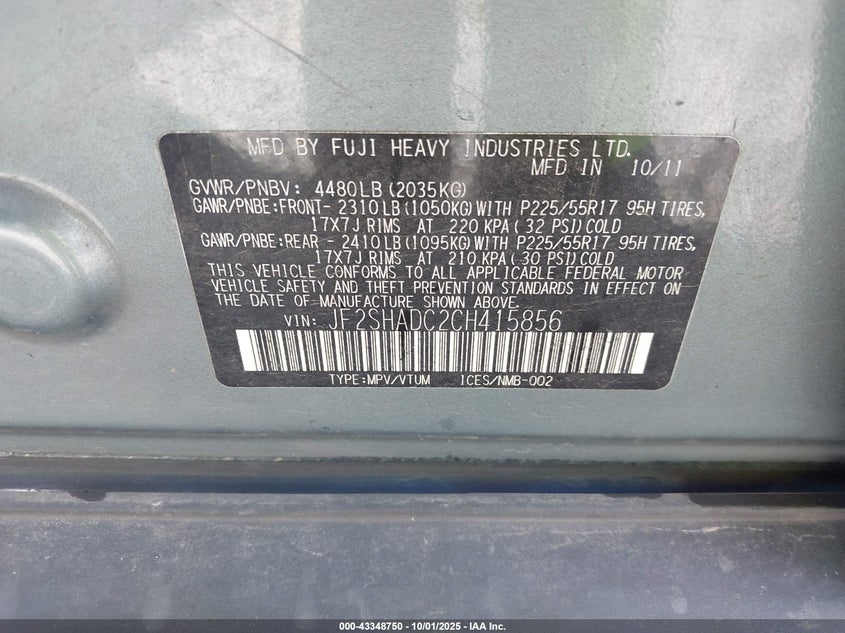 MFD BY FUJI HEAVY INDUSTRIES LTD.
MFD IN 10/11
GVWR/PNBV: 4480LB(2035KG)
GAWR/PNBE:FRONT- 2310LB(1050KG)WITH P225/55R17 95H TIRES,
17X7J RIMS AT 220 KPA( 32 PSI)COLD
GAWR/PNBE:REAR - 2410LB(1095KG)WITH P225/55R17 95H TIRES,
17X7J RIMS AT 210 KPA( 30 PSI)COLD
THIS VEHICLE CONFORMS TO ALL APPLICABLE FEDERAL MOTOR
VEHICLE SAFETY AND THEFT PREVENTION STANDARDS IN EFFECT ON
THE DATE OF MANUFACTURE SHOWN ABOVE.
VIN: JF2SHADC2CH415856
TYPE:MPV/VTUM ICES/NMB-002
000-43348750 - 10/01/2025 - IAA Inc.